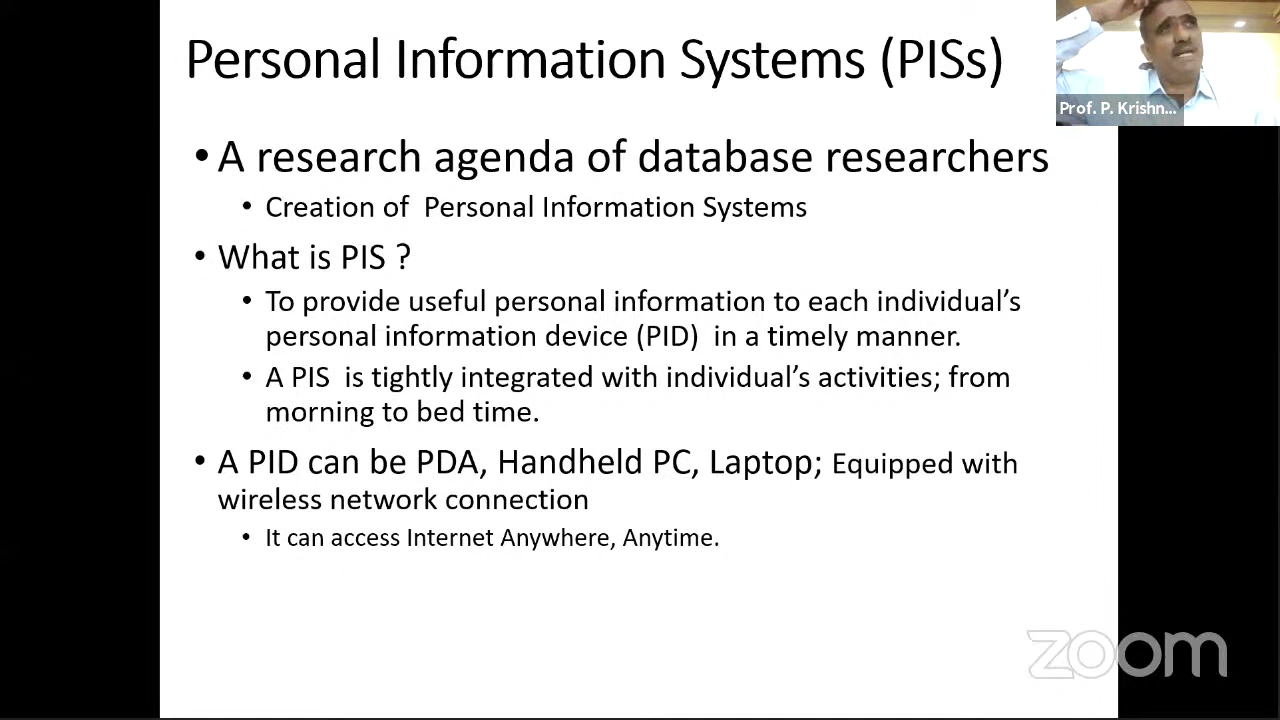 Personal Information Systems (PISs)
Prof. P. Krishn...
• A research agenda of database researchers
• Creation of Personal Information Systems
• What is PIS ?
• To provide useful personal information to each individual’s
personal information device (PID) in a timely manner.
• A PIS is tightly integrated with individual’s activities; from
morning to bed time.
• A PID can be PDA, Handheld PC, Laptop; Equipped with
wireless network connection
• It can access Internet Anywhere, Anytime.
zoom